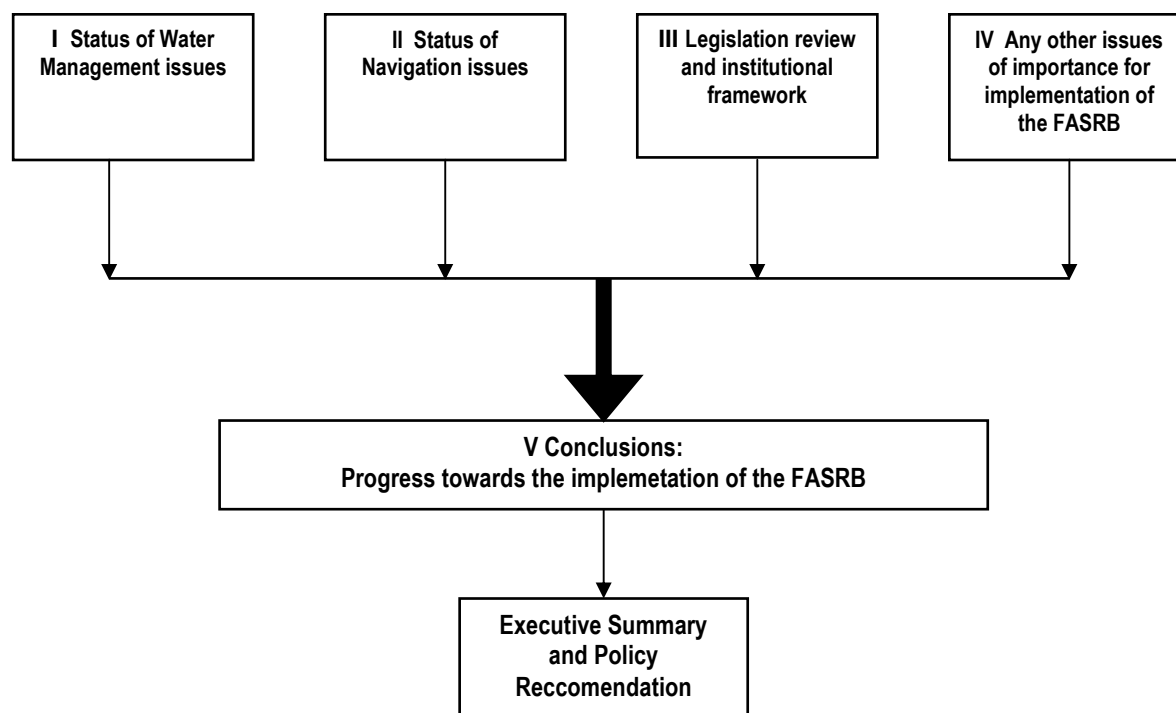 I Status of Water
Management issues
II Status of
Navigation issues
III Legislation review
and institutional
framework
IV Any other issues
of importance for
implementation of
the FASRB
V Conclusions:
Progress towards the implemetation of the FASRB
Executive Summary
and Policy
Reccomendation